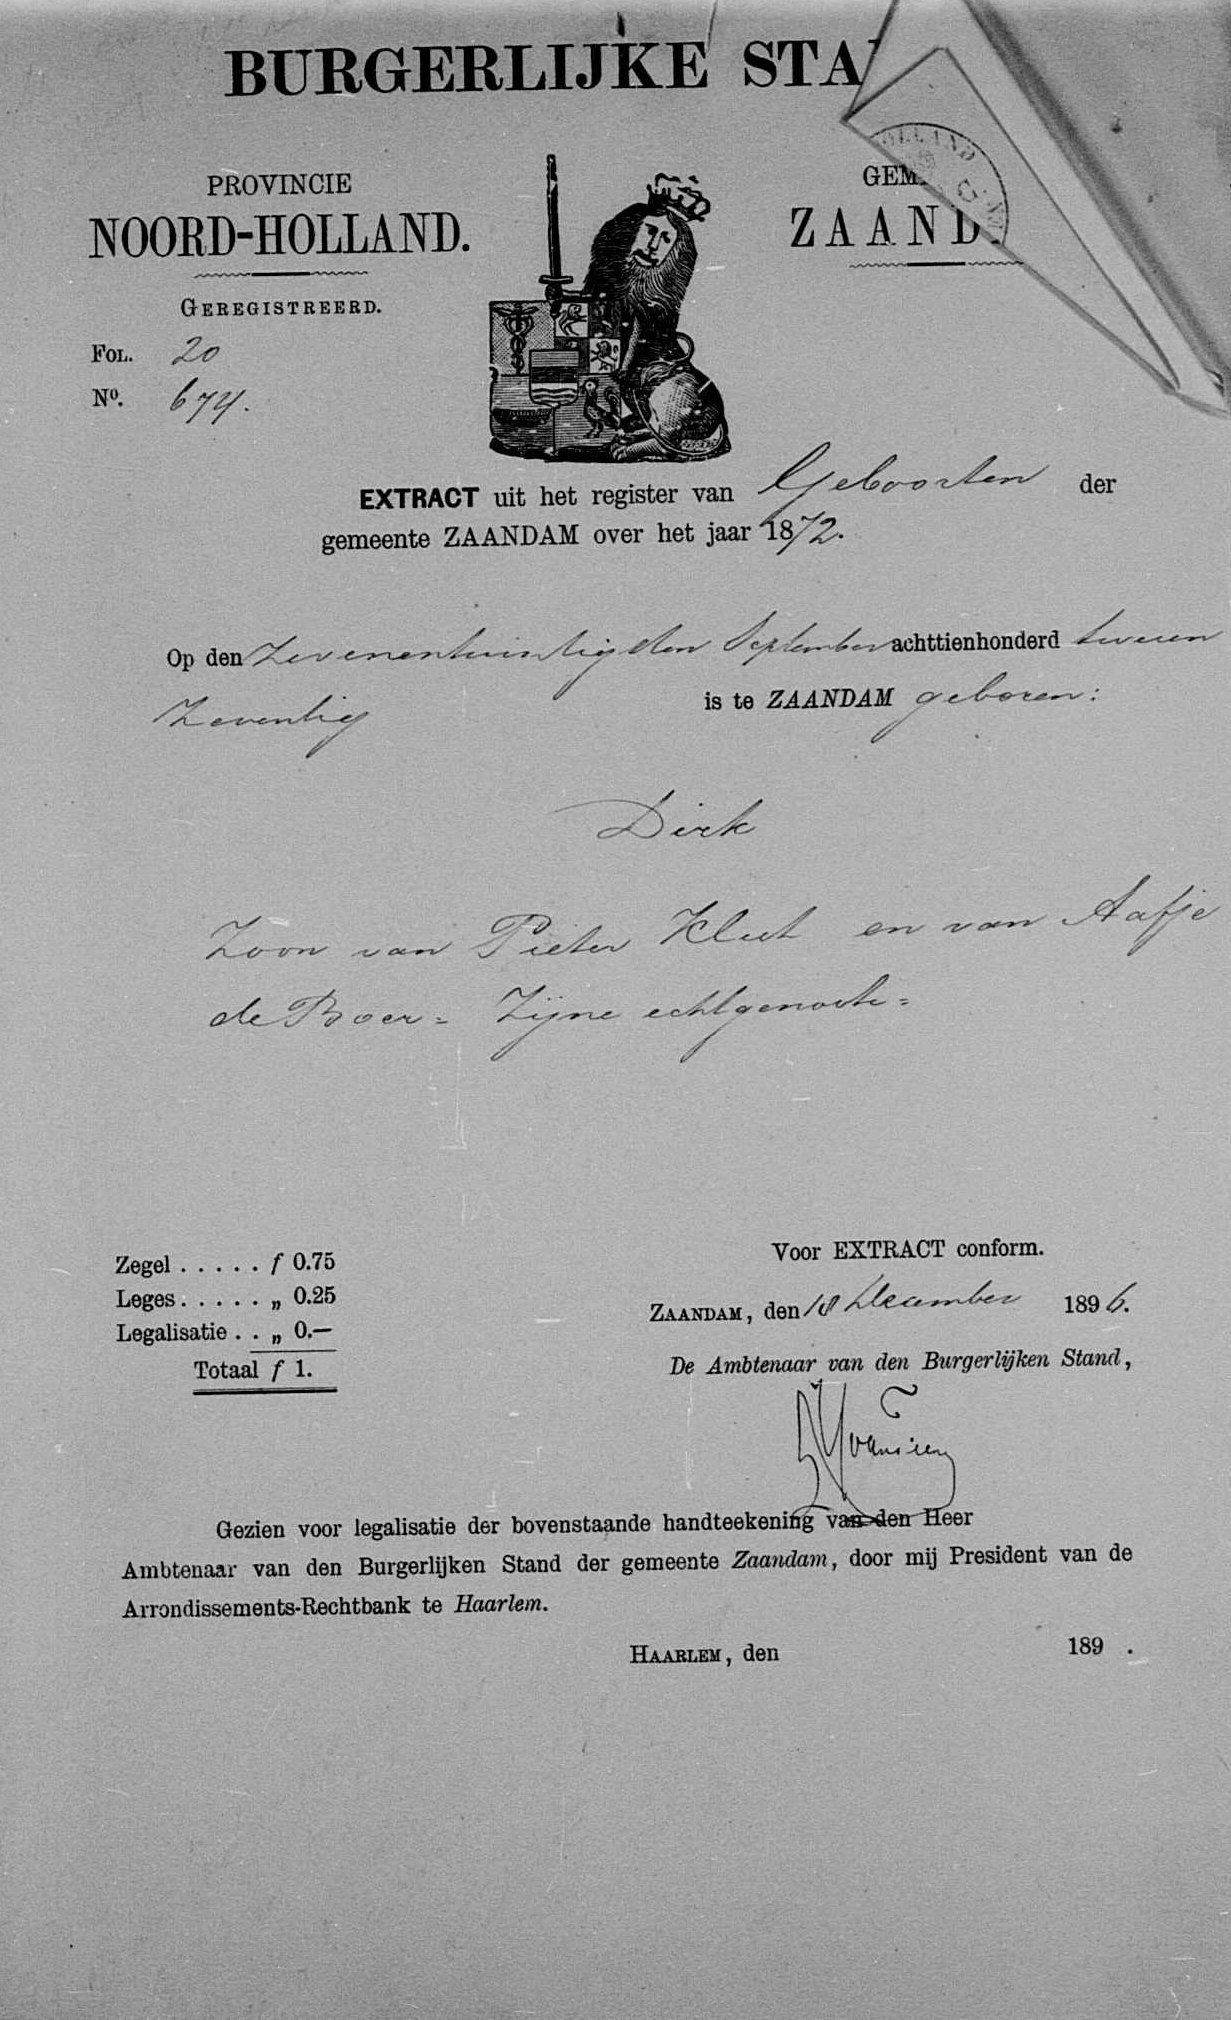 BURGERLIJKE STA
PROVINCIE
NOORD-HOLLAND.
GEM
ZAAND
OLLAND
GEREGISTREERD.
FOL. 20
No. 674.
EXTRACT uit het register van Geboorten der
gemeente ZAANDAM over het jaar 1872.
Op den Zevenentwintigsten September achttienhonderd tweeen
Zeventig is te ZAANDAM geboren:
Dirk
Zoon van Pieter Klut en van Aafje
de Boer = Zijne echtgenoote =
Zegel . . . . . f 0.75
Leges . . . . . „ 0.25
Legalisatie . . „ 0.—
Totaal f 1.
Voor EXTRACT conform.
ZAANDAM, den 18 December 1896.
De Ambtenaar van den Burgerlijken Stand,
Gezien voor legalisatie der bovenstaande handteekening van den Heer
Ambtenaar van den Burgerlijken Stand der gemeente Zaandam, door mij President van de
Arrondissements-Rechtbank te Haarlem.
HAARLEM, den 189 .